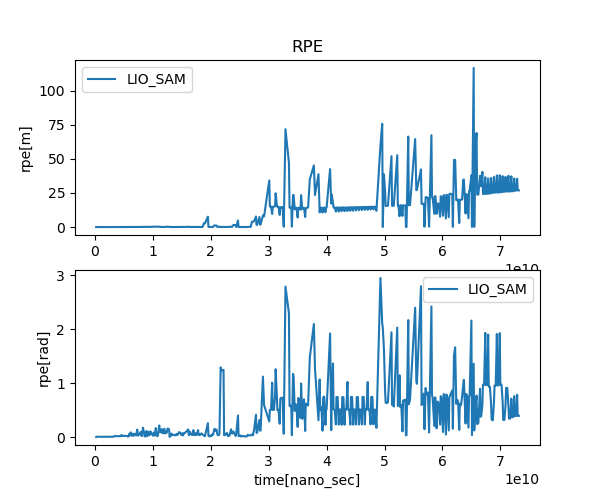 RPE
LIO_SAM
rpe[m]
100
75
50
25
0
0 1 2 3 4 5 6 7
1e10
LIO_SAM
rpe[rad]
3
2
1
0
0 1 2 3 4 5 6 7
1e10
time[nano_sec]